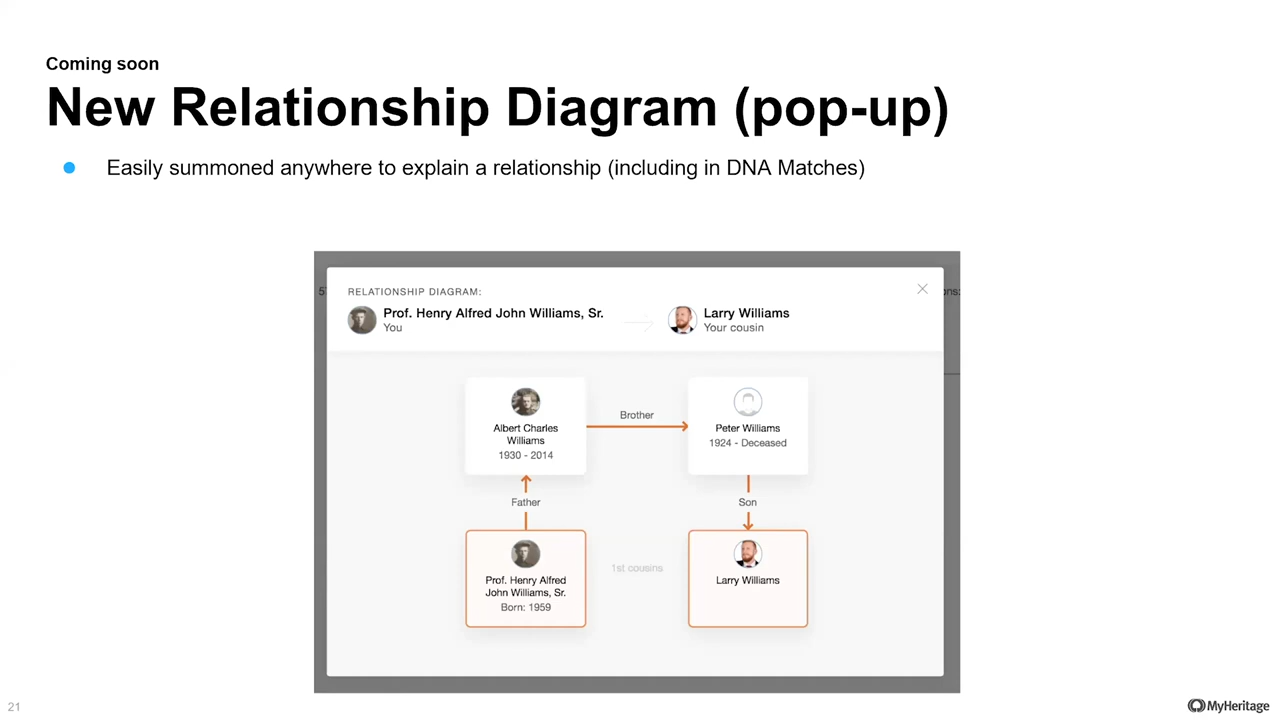 Coming soon
New Relationship Diagram (pop-up)
Easily summoned anywhere to explain a relationship (including in DNA Matches)
RELATIONSHIP DIAGRAM:
Prof. Henry Alfred John Williams, Sr.
You
Larry Williams
Your cousin
ons:
Albert Charles
Williams
1930 - 2014
Brother
Peter Williams
1924 - Deceased
Father
Son
Prof. Henry Alfred
John Williams, Sr.
Born: 1959
1st cousins
Larry Williams
21
MyHeritage